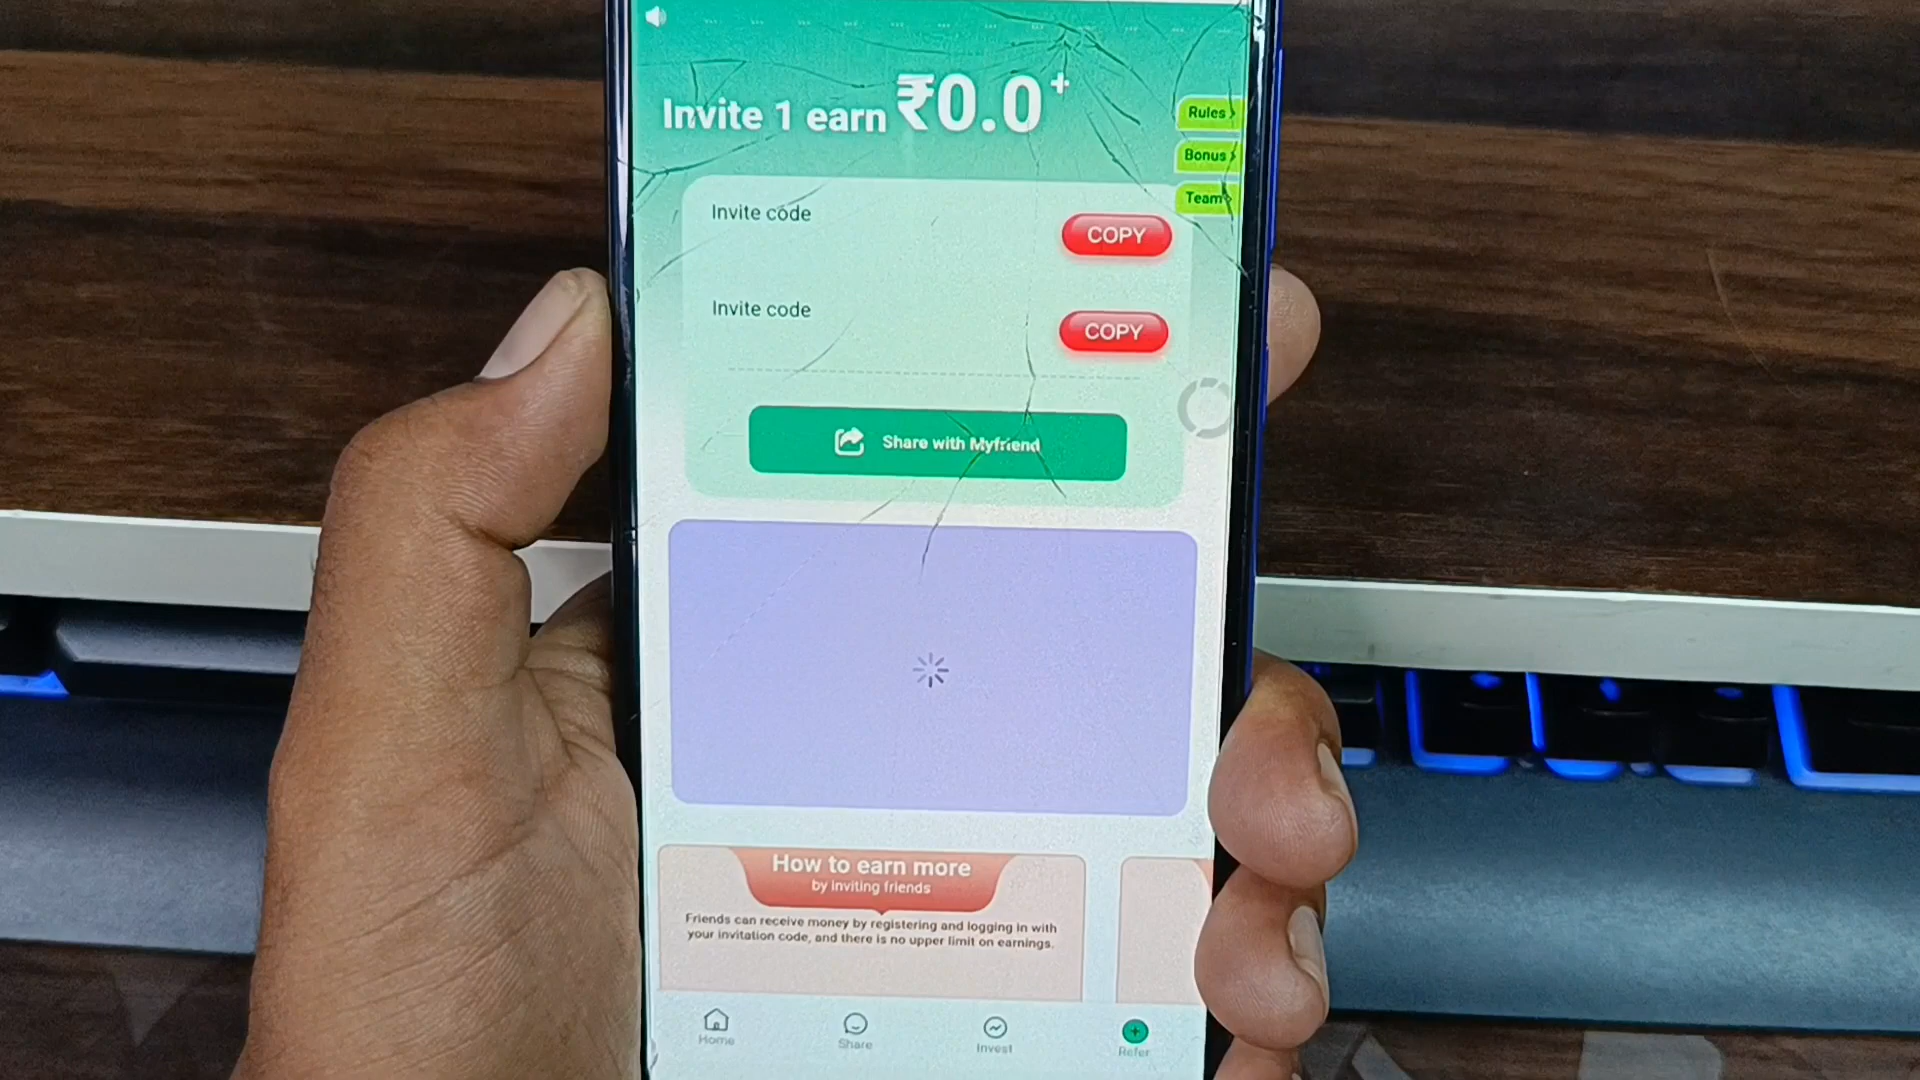 Invite 1 earn ₹0.0+
Rules >
Bonus >
Team >
Invite code
COPY
Invite code
COPY
Share with Myfriend
How to earn more
by inviting friends
Friends can receive money by registering and logging in with
your invitation code, and there is no upper limit on earnings.
Home
Share
Invest
Refer